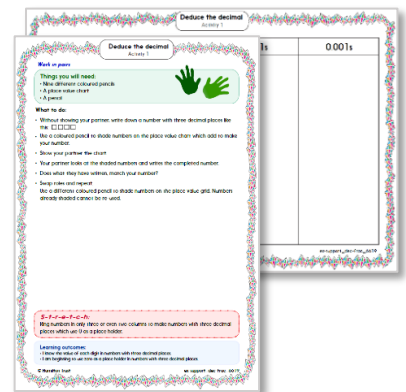 Deduce the decimal
Activity 1
0.001s
Deduce the decimal
Activity 1
Work in pairs
Things you will need:
• Nine different coloured pencils
• A place value chart
• A pencil
What to do:
• Without showing your partner, write down a number with three decimal places like this: □.□□□
• Use a coloured pencil to shade numbers on the place value chart which add to make your number.
• Show your partner the chart.
• Your partner looks at the shaded numbers and writes the completed number.
• Does what they have written, match your number?
• Swap roles and repeat.
Use a different coloured pencil to shade numbers on the place value grid. Numbers already shaded cannot be re used.
S-t-r-e-t-c-h:
Ring numbers in only three or even two columns to make numbers with three decimal places which use 0 as a place holder.
Learning outcomes:
• I know the value of each digit in numbers with three decimal places.
• I am beginning to use zero as a place holder in numbers with three decimal places.
© Hamilton Trust